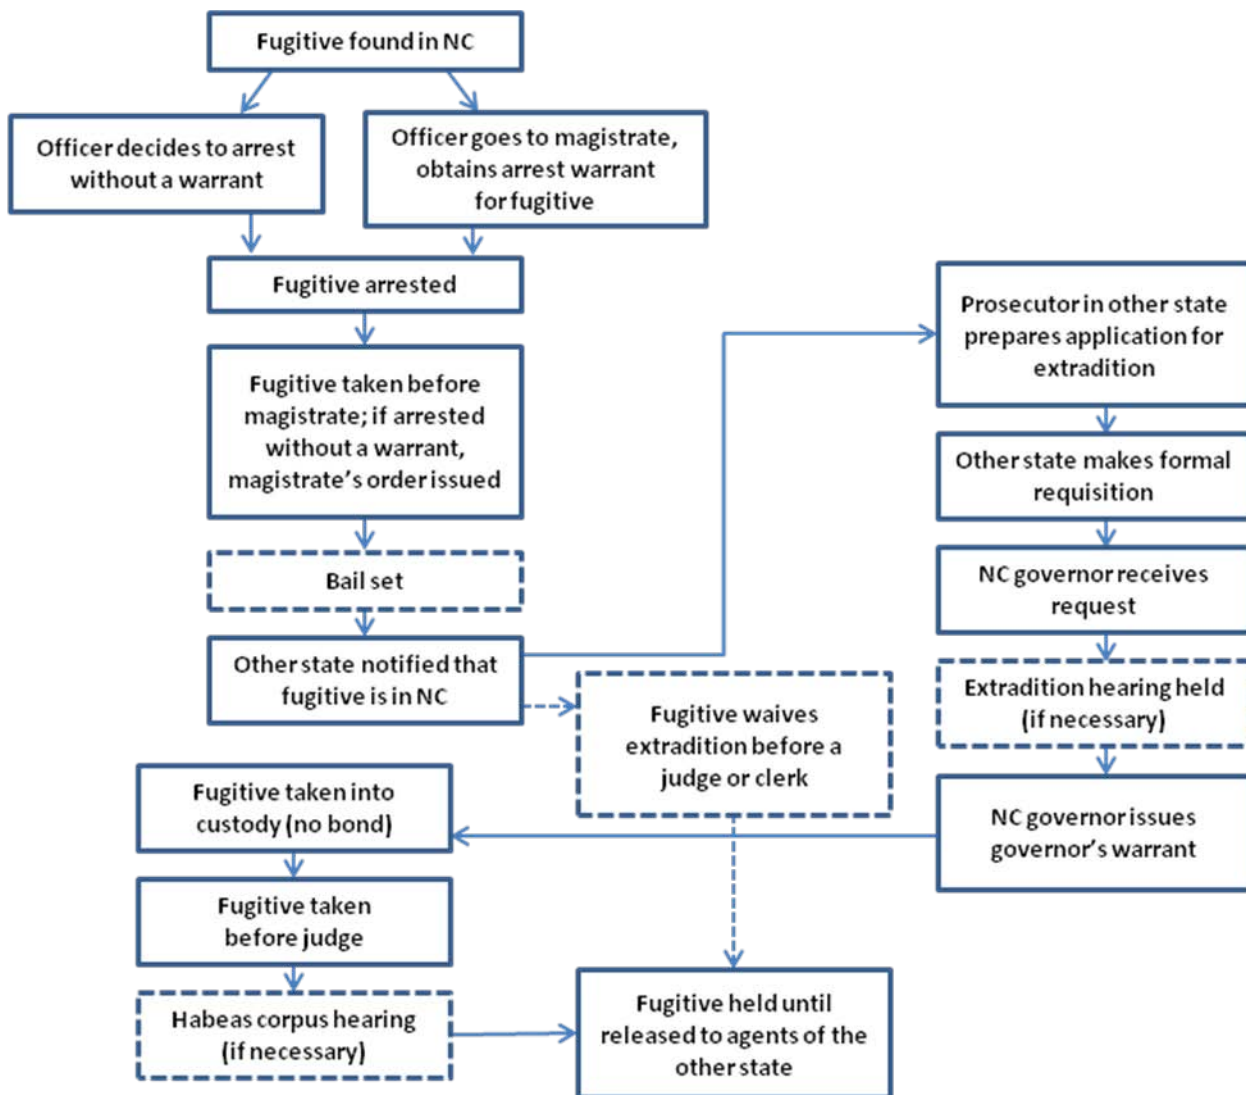 Fugitive found in NC
Officer decides to arrest
without a warrant
Officer goes to magistrate,
obtains arrest warrant
for fugitive
Fugitive arrested
Fugitive taken before
magistrate; if arrested
without a warrant,
magistrate's order issued
Bail set
Other state notified that
fugitive is in NC
Prosecutor in other state
prepares application for
extradition
Other state makes formal
requisition
NC governor receives
request
Extradition hearing held
(if necessary)
NC governor issues
governor's warrant
Fugitive waives
extradition before a
judge or clerk
Fugitive taken into
custody (no bond)
Fugitive taken
before judge
Habeas corpus hearing
(if necessary)
Fugitive held until
released to agents of the
other state